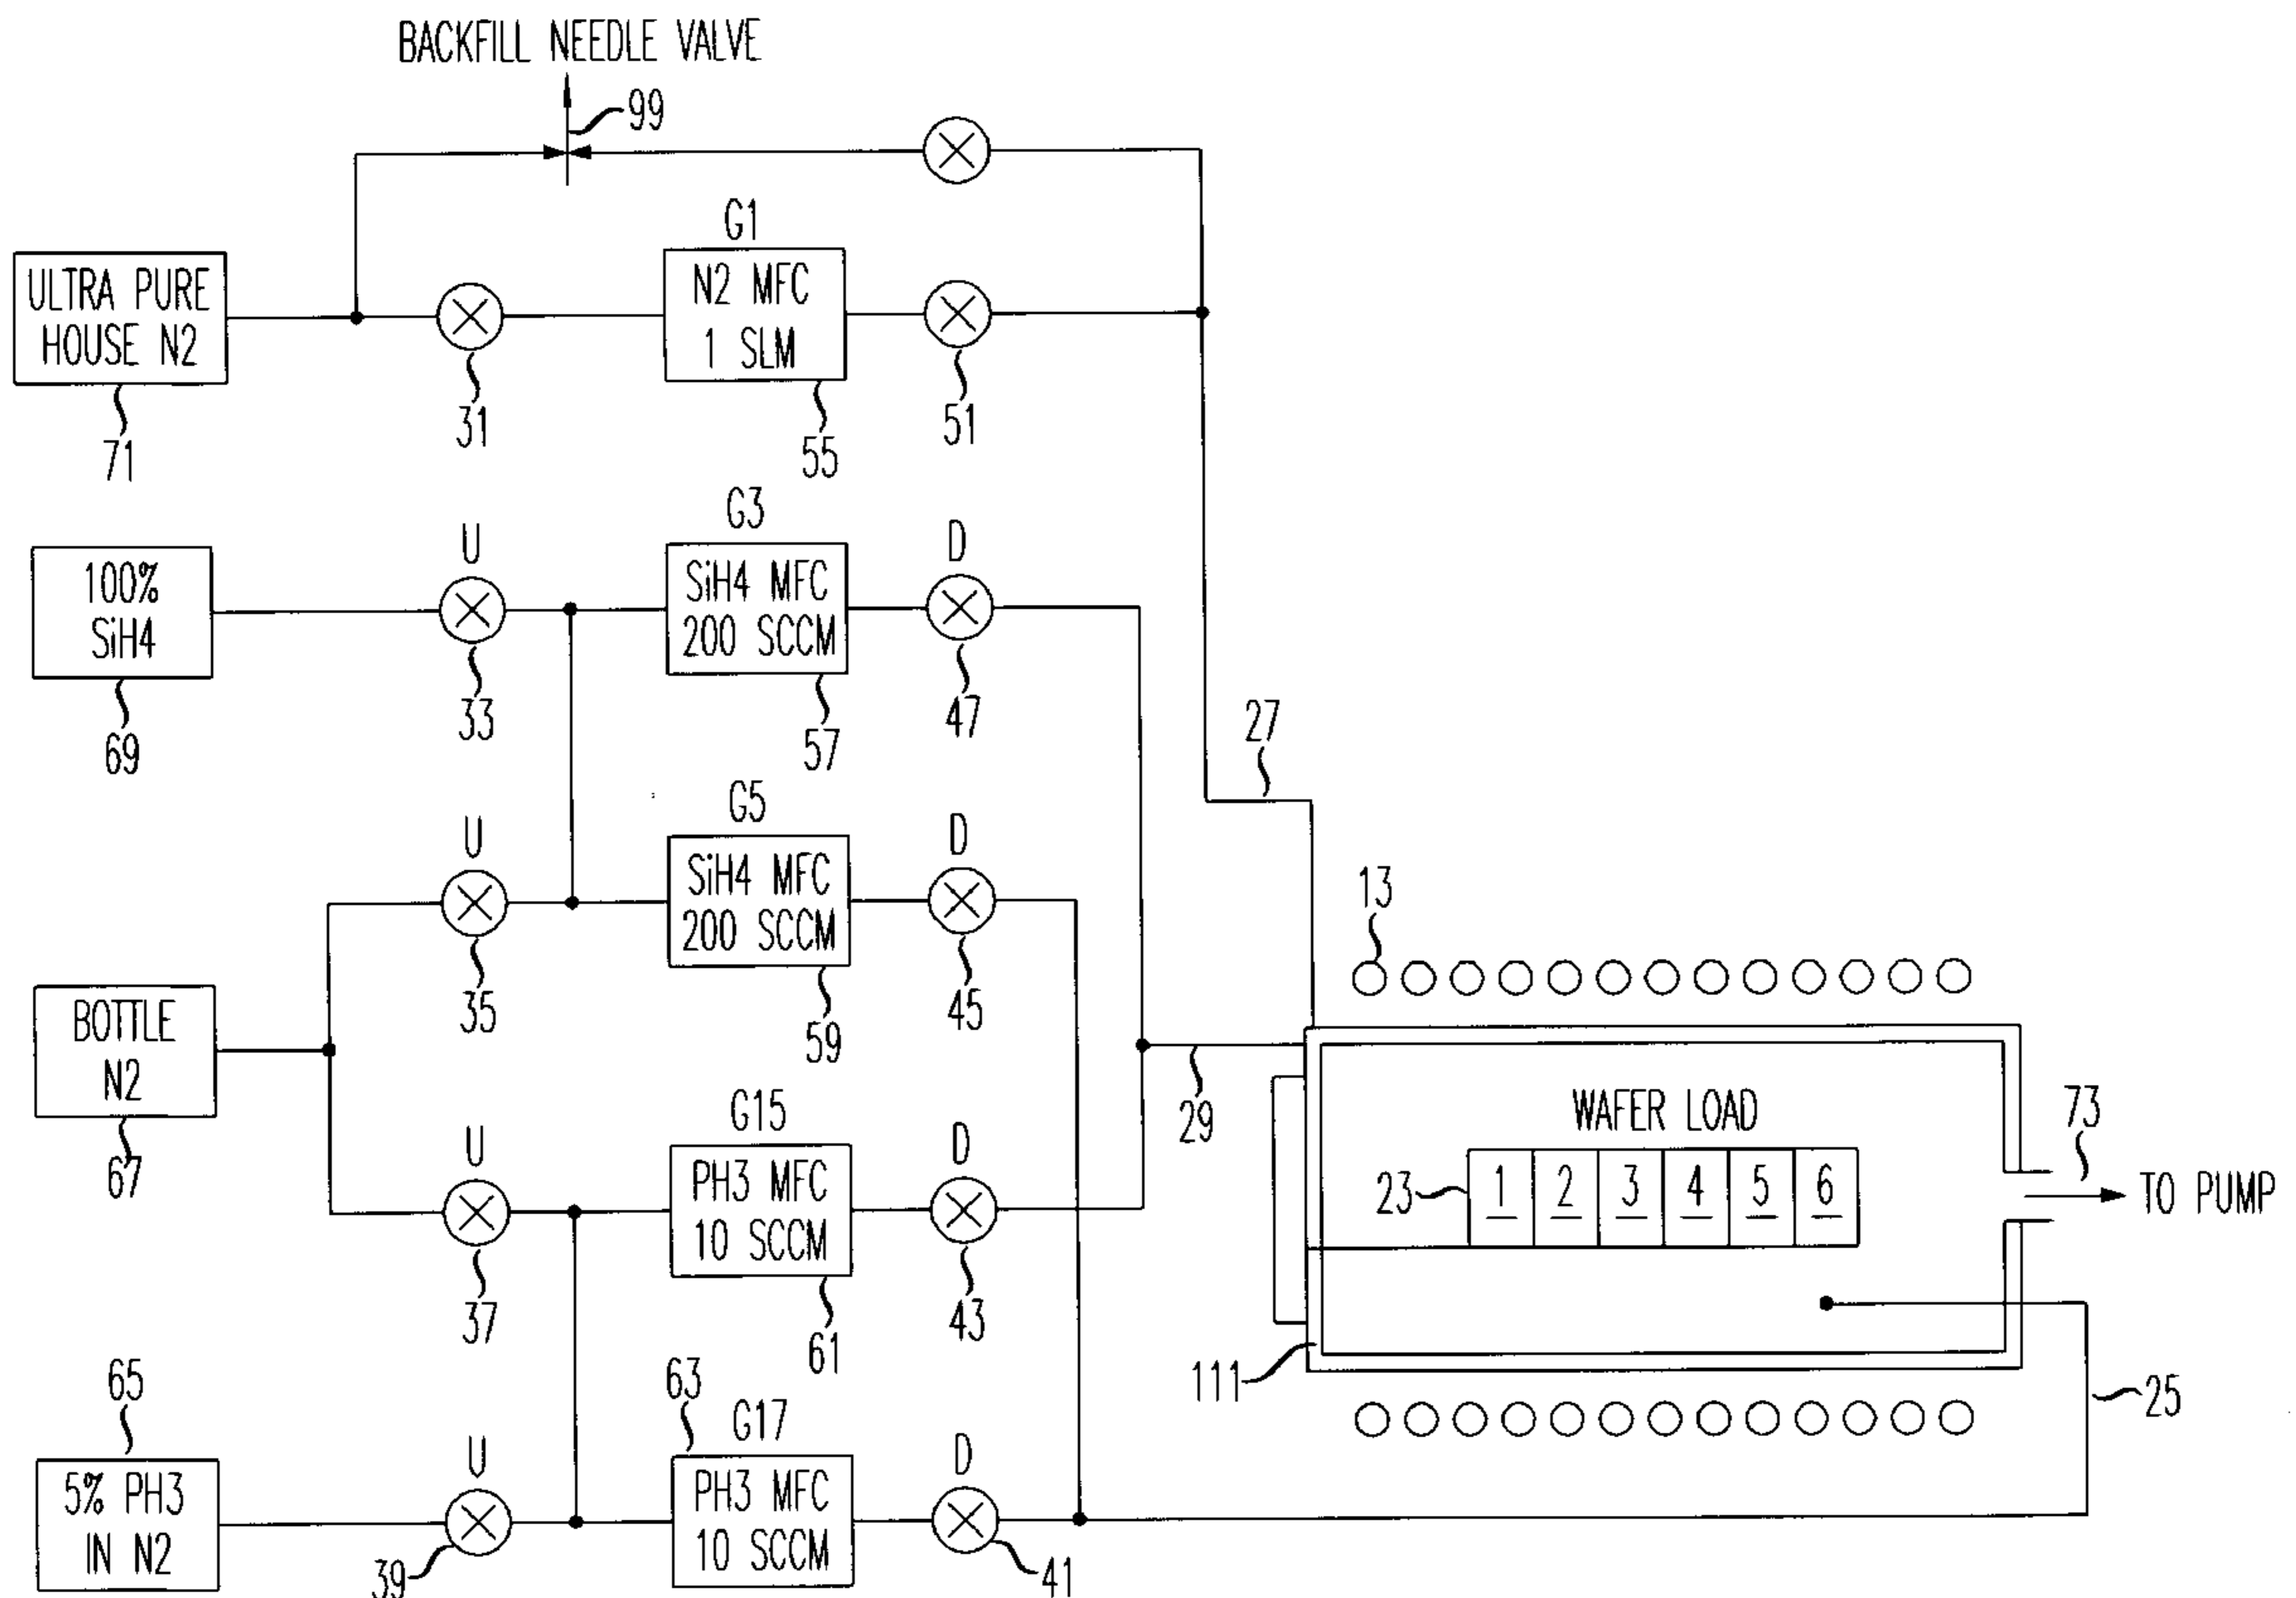 BACKFILL NEEDLE VALVE
99
G1
ULTRA PURE
HOUSE N2
N2 MFC
1 SLM
71
31
55
51
G3
U
D
100%
SiH4
SiH4 MFC
200 SCCM
69
33
57
47
27
G5
U
D
SiH4 MFC
200 SCCM
13
35
59
45
BOTTLE
N2
67
29
WAFER LOAD
73
TO PUMP
23
1 2 3 4 5 6
G15
U
D
PH3 MFC
10 SCCM
37
61
43
111
25
65
63
G17
U
D
5% PH3
IN N2
PH3 MFC
10 SCCM
39
41